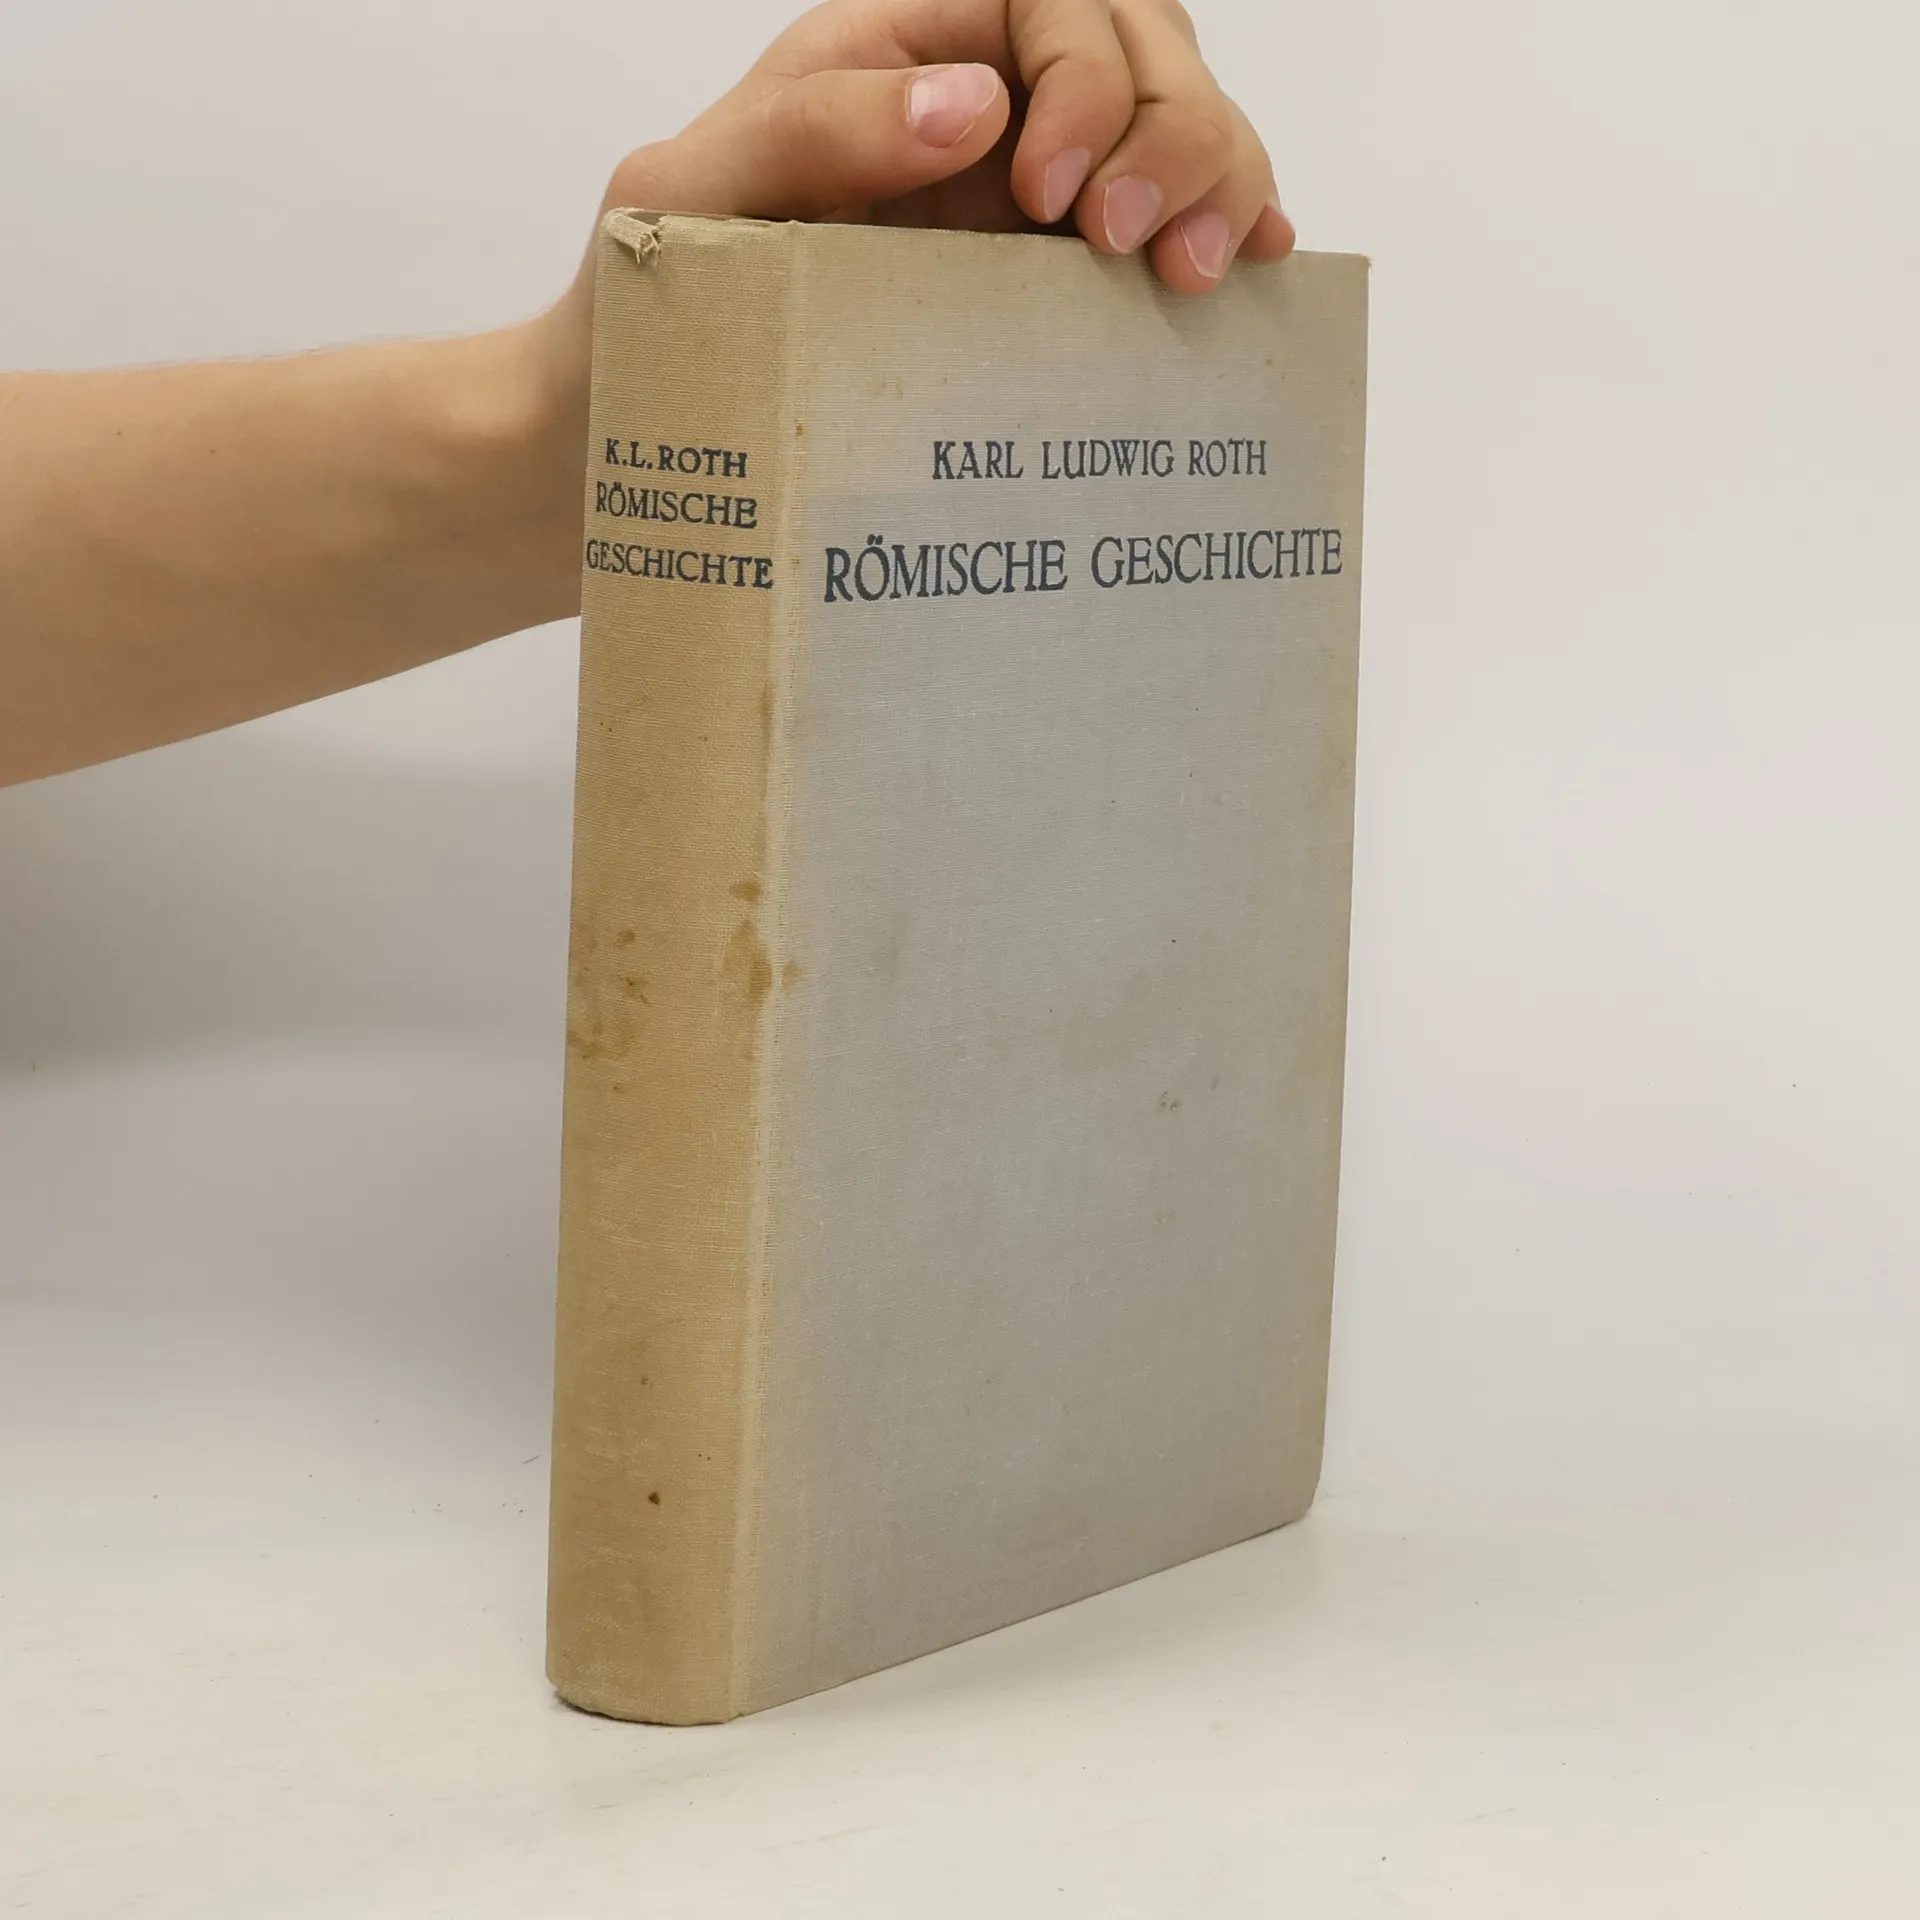 K.L. ROTH
RÖMISCHE
GESCHICHTE
KARL LUDWIG ROTH
RÖMISCHE GESCHICHTE